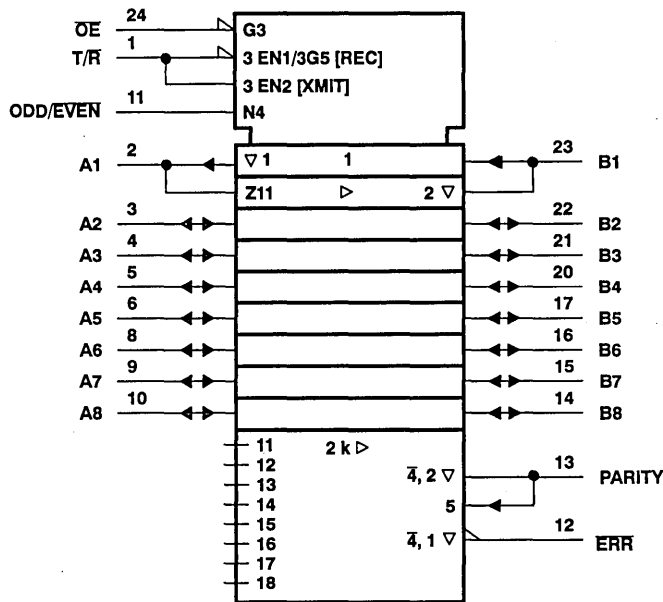 O̅E̅ 24 G3
T/R̅ 1 3 EN1/3G5 [REC]
3 EN2 [XMIT]
ODD/E̅V̅E̅N̅ 11 N4
A1 2 ▽ 1 1 23 B1
Z11 ▷ 2 ▽
A2 3 22 B2
A3 4 21 B3
A4 5 20 B4
A5 6 17 B5
A6 8 16 B6
A7 9 15 B7
A8 10 14 B8
11 2 k ▷
12
13
14
15
16
17
18
4̅, 2 ▽ 13 PARITY
5
4̅, 1 ▽ 12 E̅R̅R̅